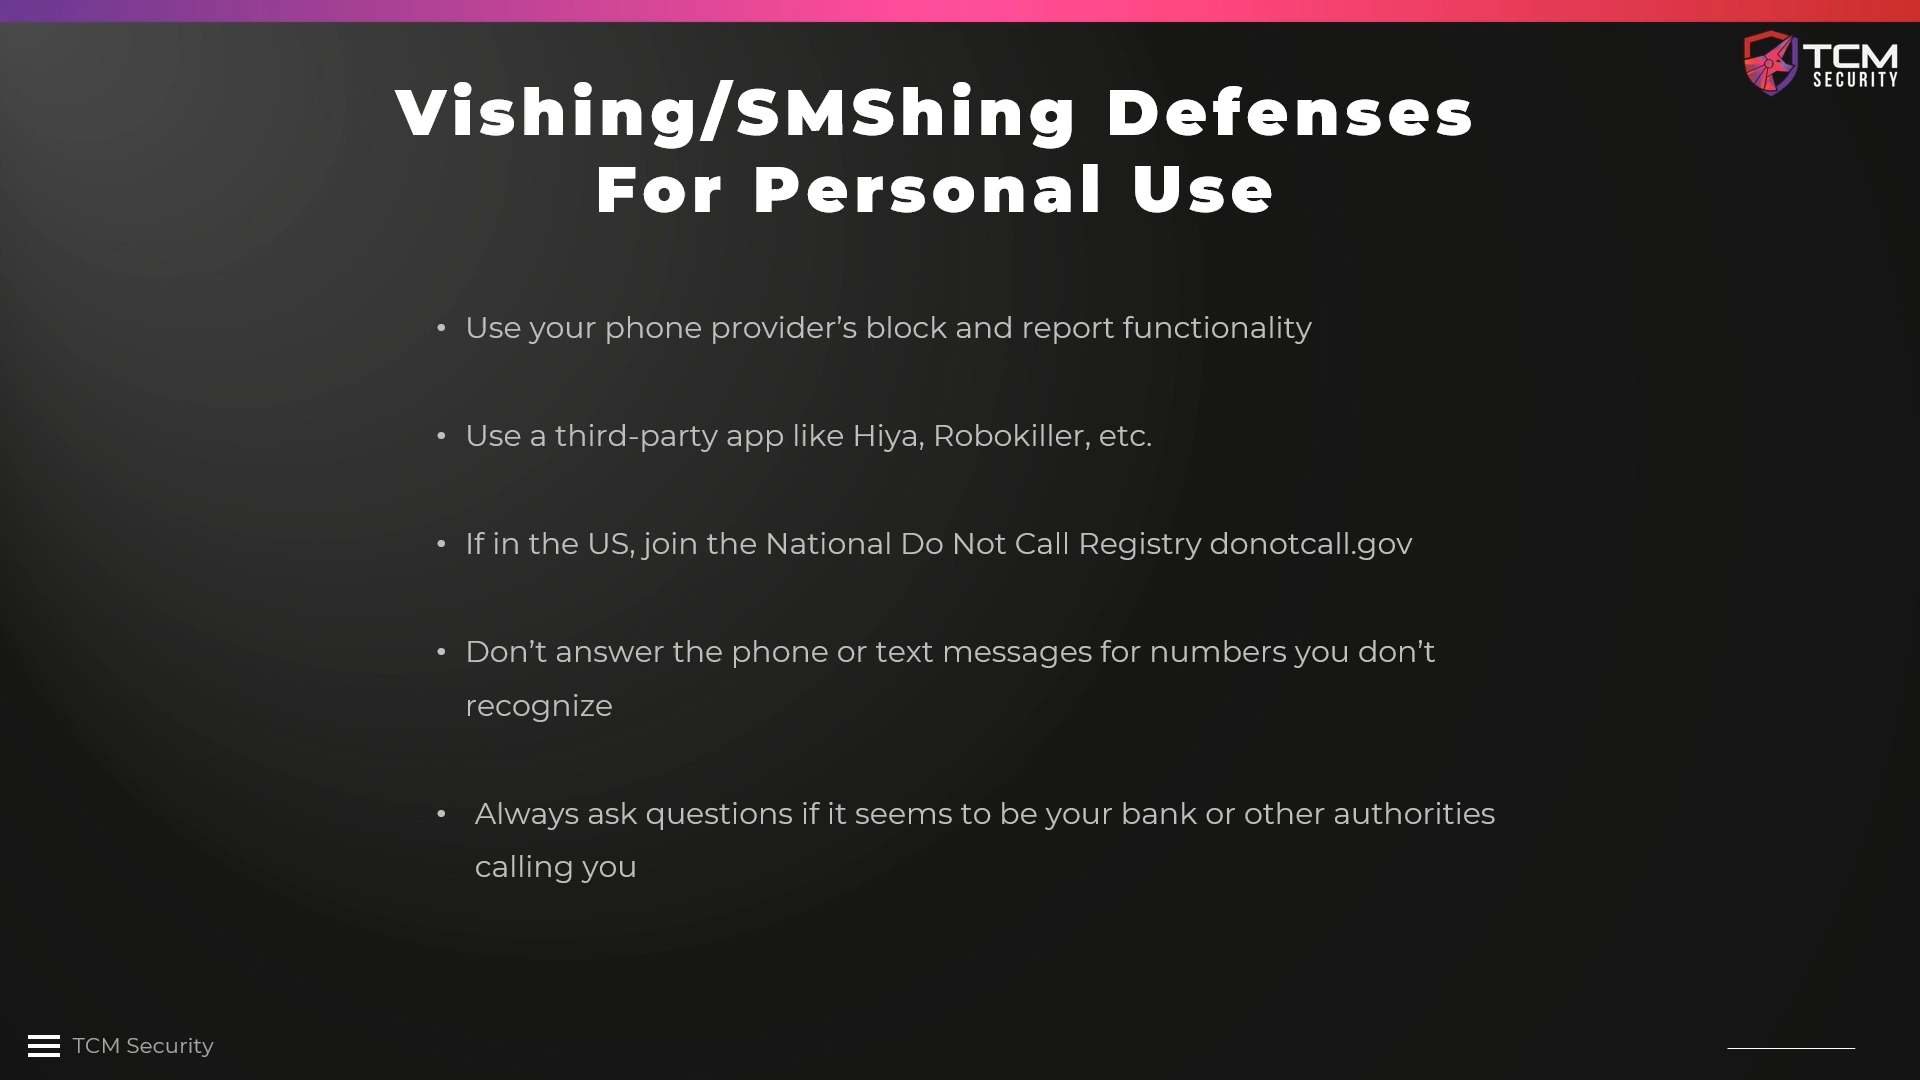 TCM
SECURITY
Vishing/SMShing Defenses
For Personal Use
• Use your phone provider’s block and report functionality
• Use a third-party app like Hiya, Robokiller, etc.
• If in the US, join the National Do Not Call Registry donotcall.gov
• Don’t answer the phone or text messages for numbers you don’t
recognize
• Always ask questions if it seems to be your bank or other authorities
calling you
TCM Security